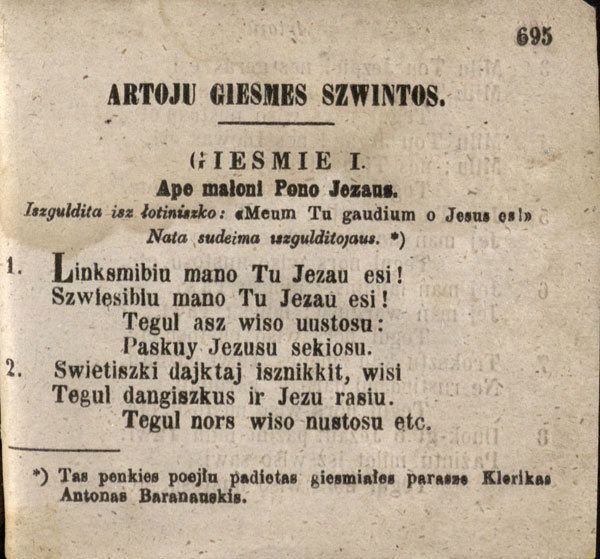 695
ARTOJU GIESMES SZWINTOS.
GIESMIE I.
Ape maloni Pono Jezaus.
Iszguldita isz łotiniszko: «Meum Tu gaudium o Jesus es!»
Nata sudeima iszgulditojaus. *)
1. Linksmibiu mano Tu Jezau esi!
Szwiesibiu mano Tu Jezau esi!
Tegul asz wiso uustosu:
Paskuy Jezusu sekiosu.
2. Swietiszki dajktaj isznikkit, wisi
Tegul dangiszkus ir Jezu rasiu.
Tegul nors wiso nustosu etc.
*) Tas penkies poejłu padietas giesmiałes parasze Klerikas
Antonas Baranauskis.